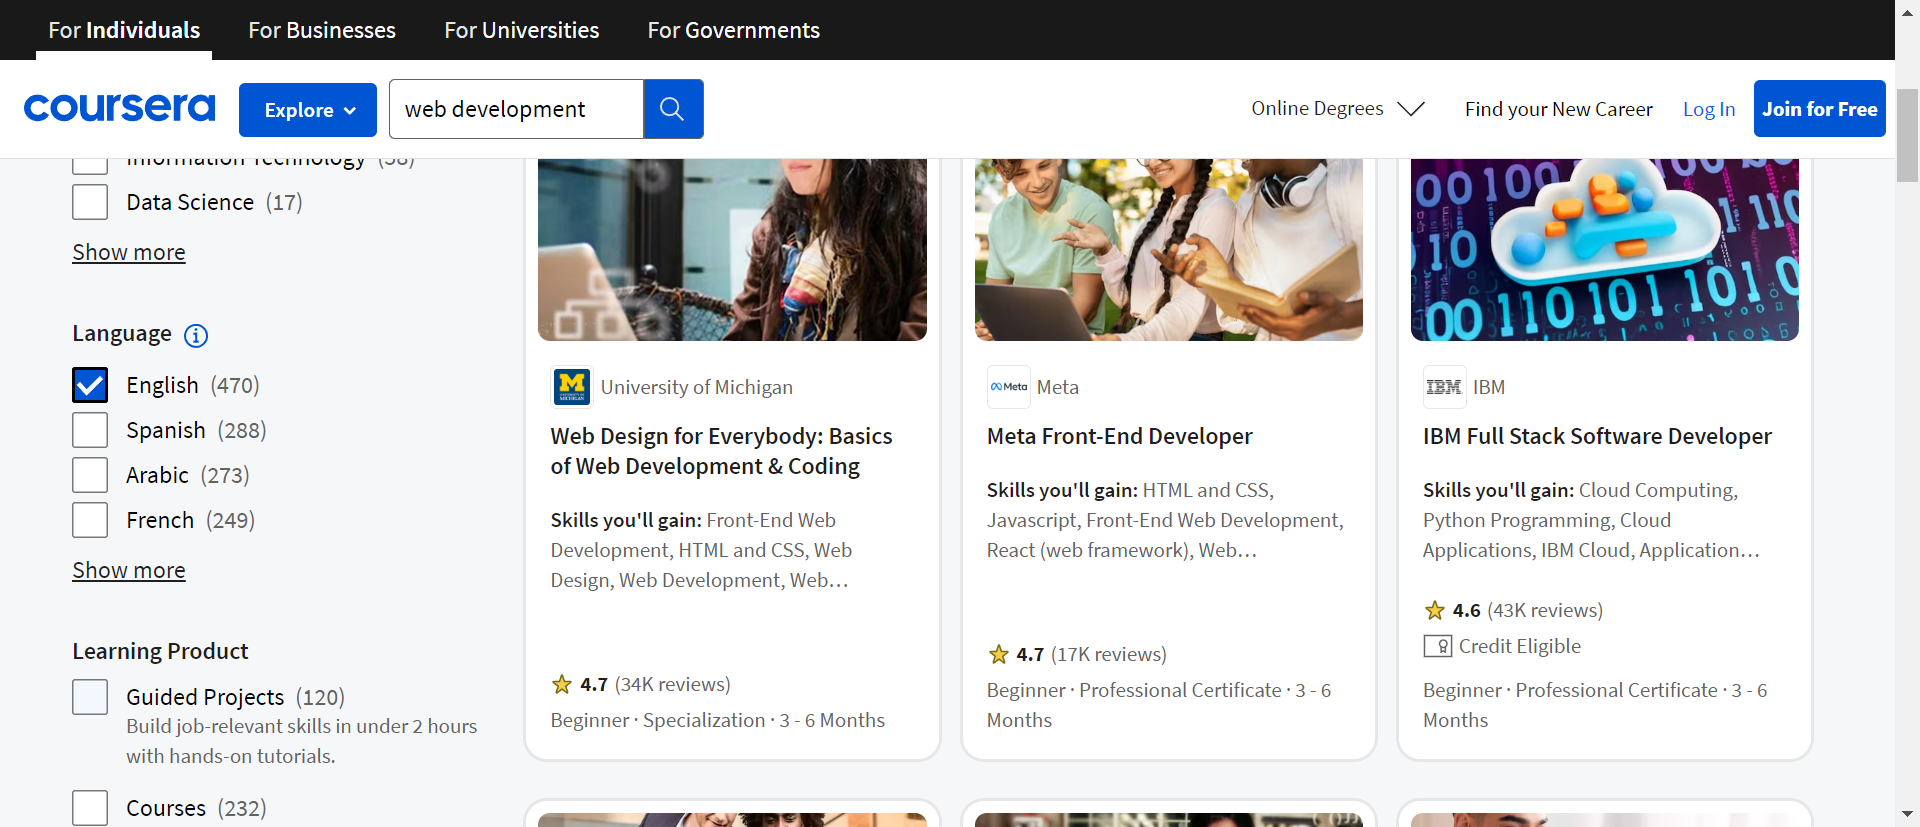 For Individuals
For Businesses
For Universities
For Governments
coursera
Explore
web development
Online Degrees
Find your New Career
Log In
Join for Free
Information Technology (58)
Data Science (17)
Show more
Language
English (470)
Spanish (288)
Arabic (273)
French (249)
Show more
Learning Product
Guided Projects (120)
Build job-relevant skills in under 2 hours
with hands-on tutorials.
Courses (232)
University of Michigan
Web Design for Everybody: Basics
of Web Development & Coding
Skills you'll gain: Front-End Web
Development, HTML and CSS, Web
Design, Web Development, Web…
4.7 (34K reviews)
Beginner · Specialization · 3 - 6 Months
Meta
Meta
Meta Front-End Developer
Skills you'll gain: HTML and CSS,
Javascript, Front-End Web Development,
React (web framework), Web…
4.7 (17K reviews)
Beginner · Professional Certificate · 3 - 6
Months
IBM
IBM
IBM Full Stack Software Developer
Skills you'll gain: Cloud Computing,
Python Programming, Cloud
Applications, IBM Cloud, Application…
4.6 (43K reviews)
Credit Eligible
Beginner · Professional Certificate · 3 - 6
Months